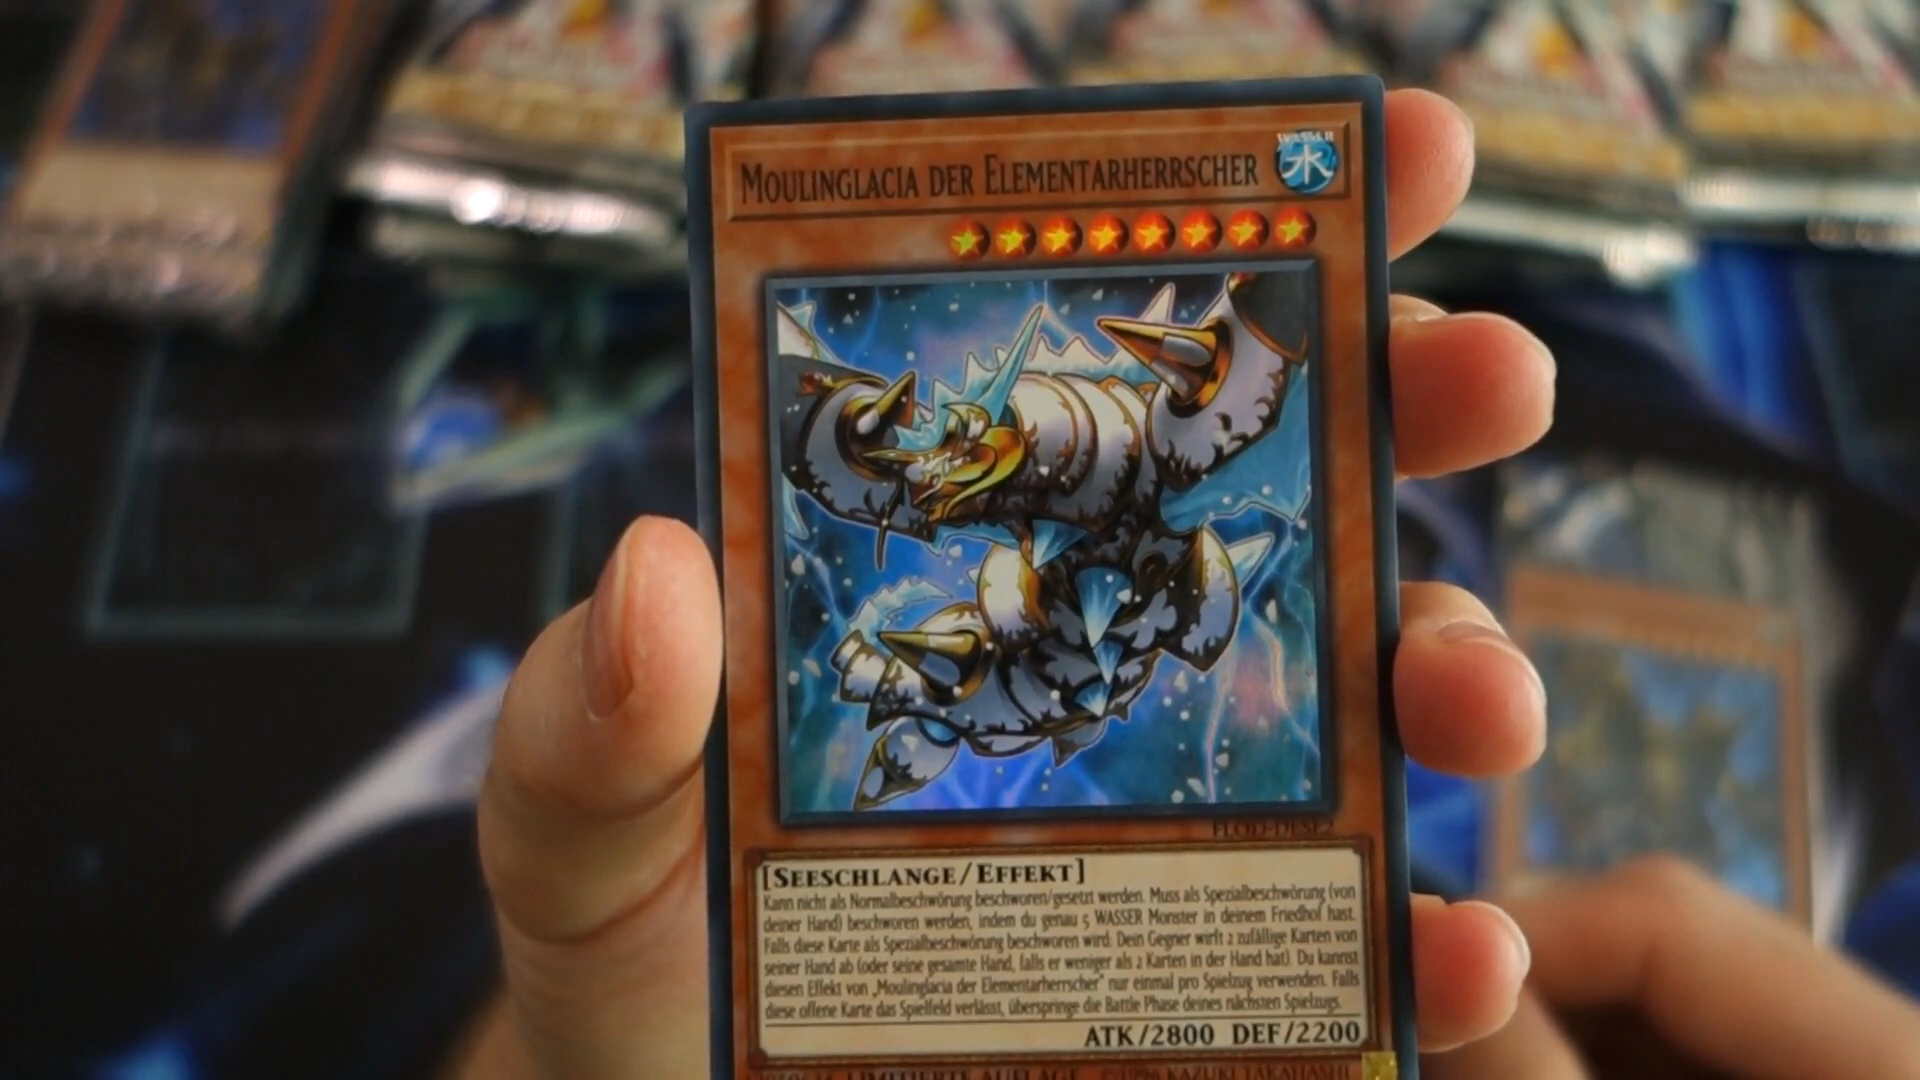 MOULINGLACIA DER ELEMENTARHERRSCHER
WASSER
水
FLOD-DESE2
[SEESCHLANGE/EFFEKT]
Kann nicht als Normalbeschwörung beschworen/gesetzt werden. Muss als Spezialbeschwörung (von
deiner Hand) beschworen werden, indem du genau 5 WASSER Monster in deinem Friedhof hast.
Falls diese Karte als Spezialbeschwörung beschworen wird: Dein Gegner wirft 2 zufällige Karten von
seiner Hand ab (oder seine gesamte Hand, falls er weniger als 2 Karten in der Hand hat). Du kannst
diesen Effekt von „Moulinglacia der Elementarherrscher" nur einmal pro Spielzug verwenden. Falls
diese offene Karte das Spielfeld verlässt, überspringe die Battle Phase deines nächsten Spielzugs.
ATK/2800 DEF/2200
LIMITIERTE AUFLAGE ©1996 KAZUKI TAKAHASHI